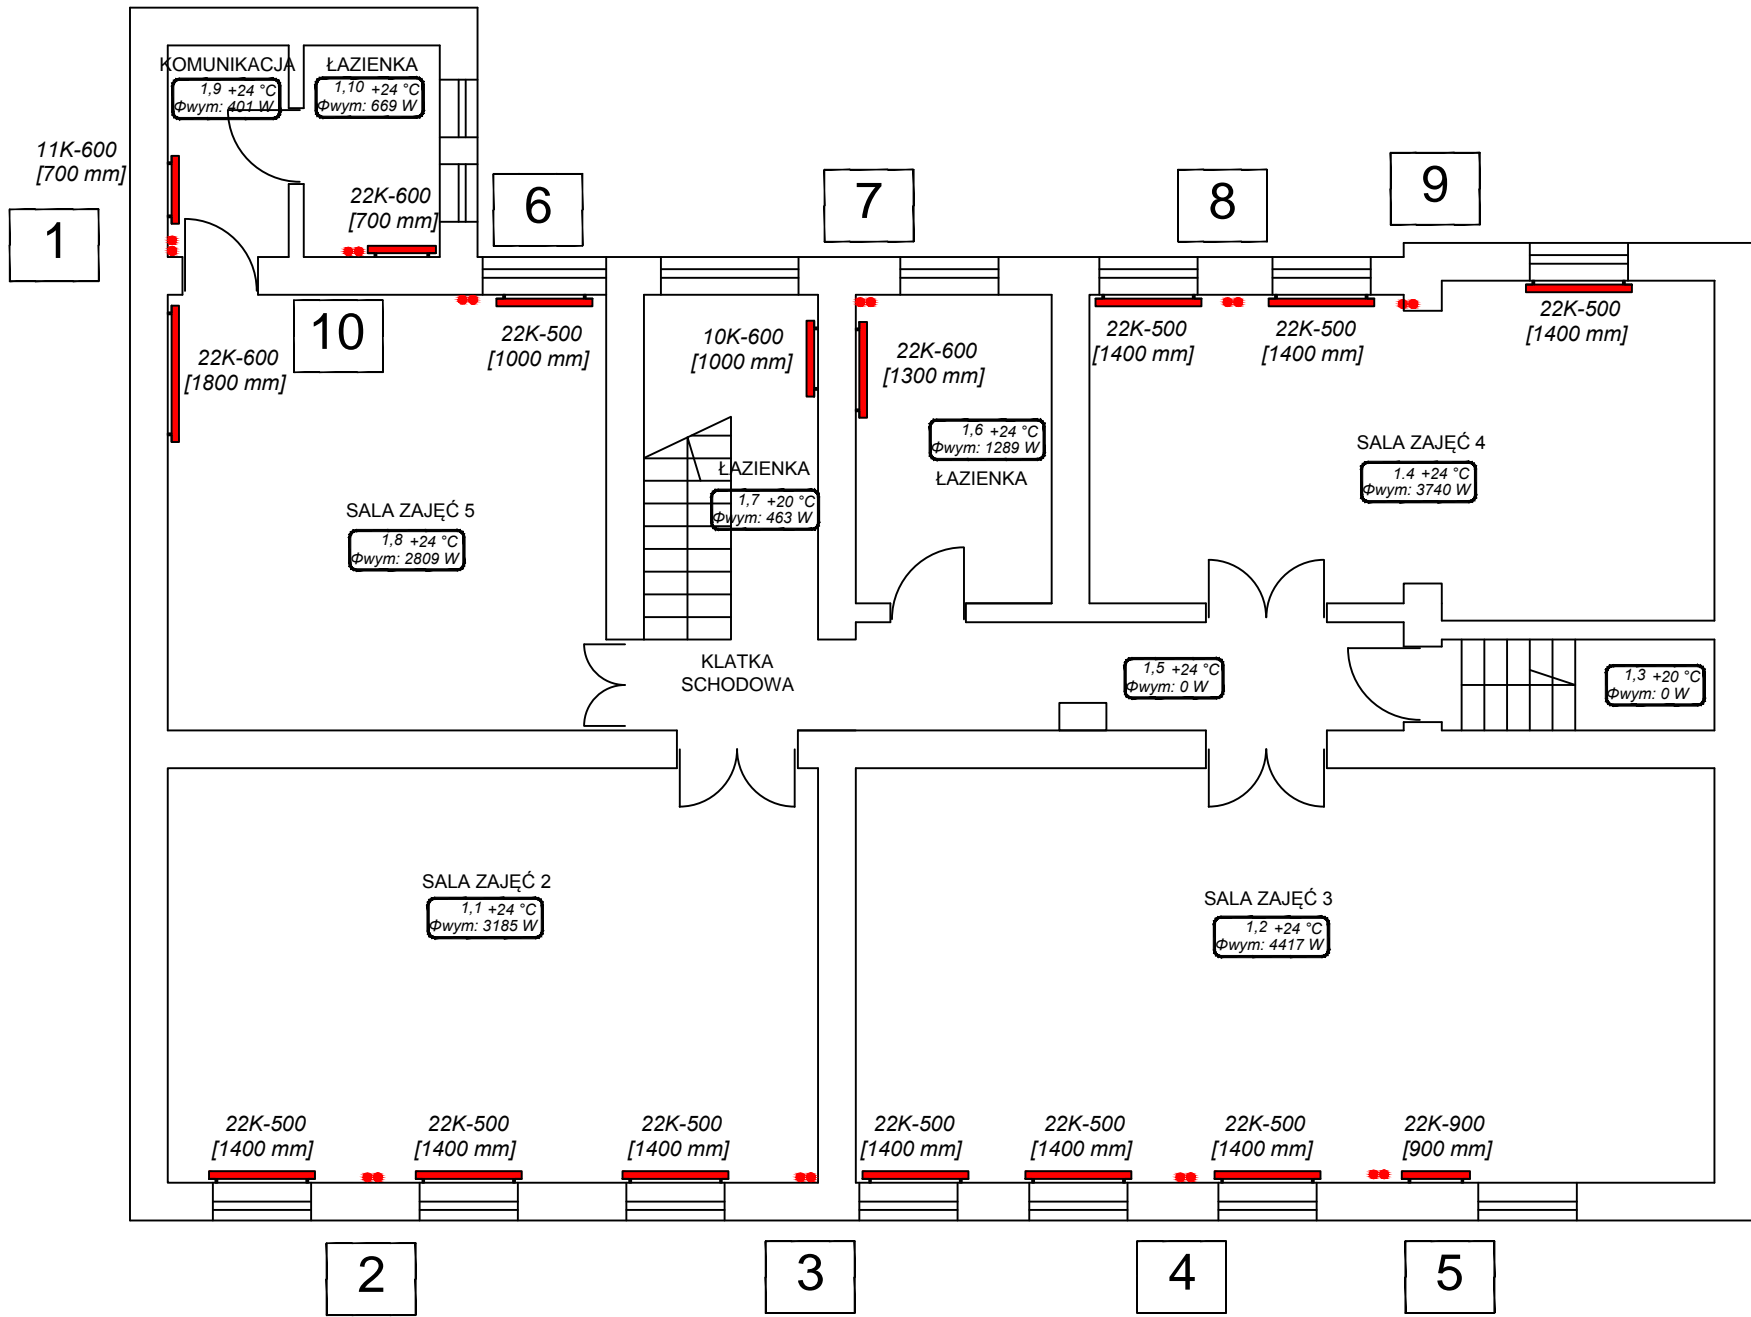 KOMUNIKACJA
1,9 +24 °C
Φwym: 401 W
ŁAZIENKA
1,10 +24 °C
Φwym: 669 W
11K-600
[700 mm]
1
22K-600
[700 mm]
6
7
8
9
10
22K-600
[1800 mm]
22K-500
[1000 mm]
10K-600
[1000 mm]
22K-600
[1300 mm]
22K-500
[1400 mm]
22K-500
[1400 mm]
22K-500
[1400 mm]
SALA ZAJĘĆ 5
1,8 +24 °C
Φwym: 2809 W
ŁAZIENKA
1,7 +20 °C
Φwym: 463 W
1,6 +24 °C
Φwym: 1289 W
ŁAZIENKA
SALA ZAJĘĆ 4
1.4 +24 °C
Φwym: 3740 W
KLATKA
SCHODOWA
1,5 +24 °C
Φwym: 0 W
1,3 +20 °C
Φwym: 0 W
SALA ZAJĘĆ 2
1,1 +24 °C
Φwym: 3185 W
SALA ZAJĘĆ 3
1,2 +24 °C
Φwym: 4417 W
22K-500
[1400 mm]
22K-500
[1400 mm]
22K-500
[1400 mm]
22K-500
[1400 mm]
22K-500
[1400 mm]
22K-500
[1400 mm]
22K-900
[900 mm]
2
3
4
5